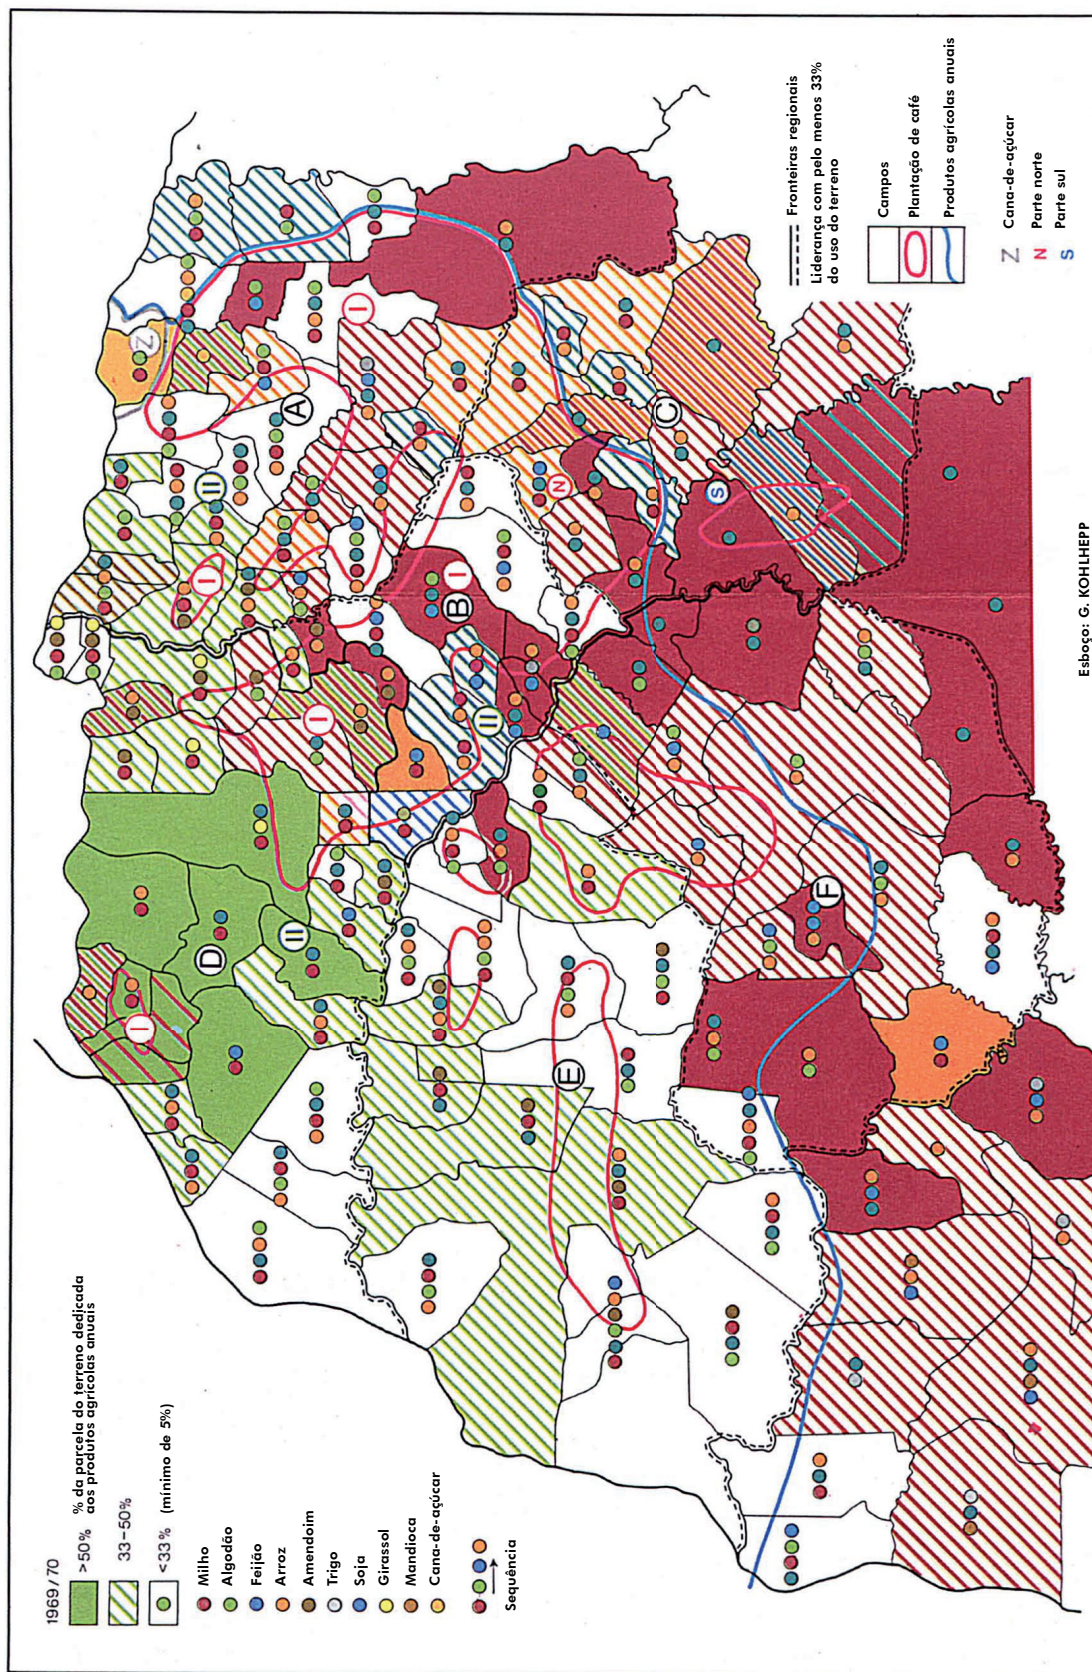 1969/70
>50%
% da parcela do terreno dedicada
aos produtos agrícolas anuais
33–50%
<33% (mínimo de 5%)
Milho
Algodão
Feijão
Arroz
Amendoim
Trigo
Soja
Girassol
Mandioca
Cana-de-açúcar
Sequência
I
D
II
E
F
I
II
B
I
I
II
A
Z
I
N
C
S
Fronteiras regionais
Liderança com pelo menos 33%
do uso do terreno
Campos
Plantação de café
Produtos agrícolas anuais
Z Cana-de-açúcar
N Parte norte
S Parte sul
Esboço: G. KOHLHEPP